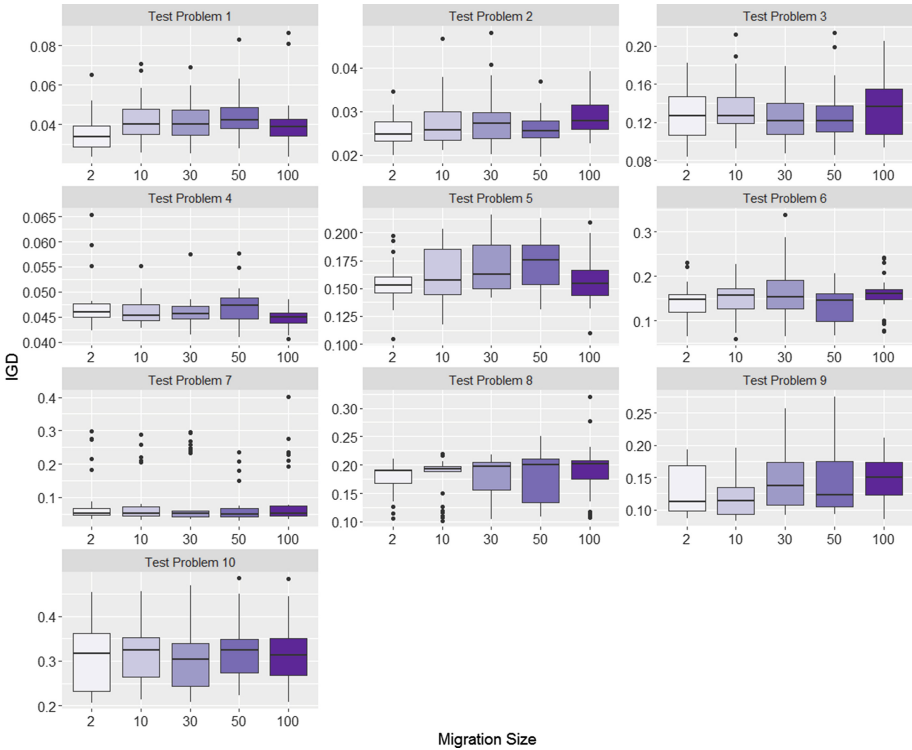 Test Problem 1
Test Problem 2
Test Problem 3
0.08
0.06
0.04
2 10 30 50 100
0.04
0.03
0.02
2 10 30 50 100
0.20
0.16
0.12
0.08
2 10 30 50 100
Test Problem 4
Test Problem 5
Test Problem 6
0.065
0.060
0.055
0.050
0.045
0.040
2 10 30 50 100
0.200
0.175
0.150
0.125
0.100
2 10 30 50 100
0.3
0.2
0.1
2 10 30 50 100
IGD
Test Problem 7
Test Problem 8
Test Problem 9
0.4
0.3
0.2
0.1
2 10 30 50 100
0.30
0.25
0.20
0.15
0.10
2 10 30 50 100
0.25
0.20
0.15
0.10
2 10 30 50 100
Test Problem 10
0.4
0.3
0.2
2 10 30 50 100
Migration Size